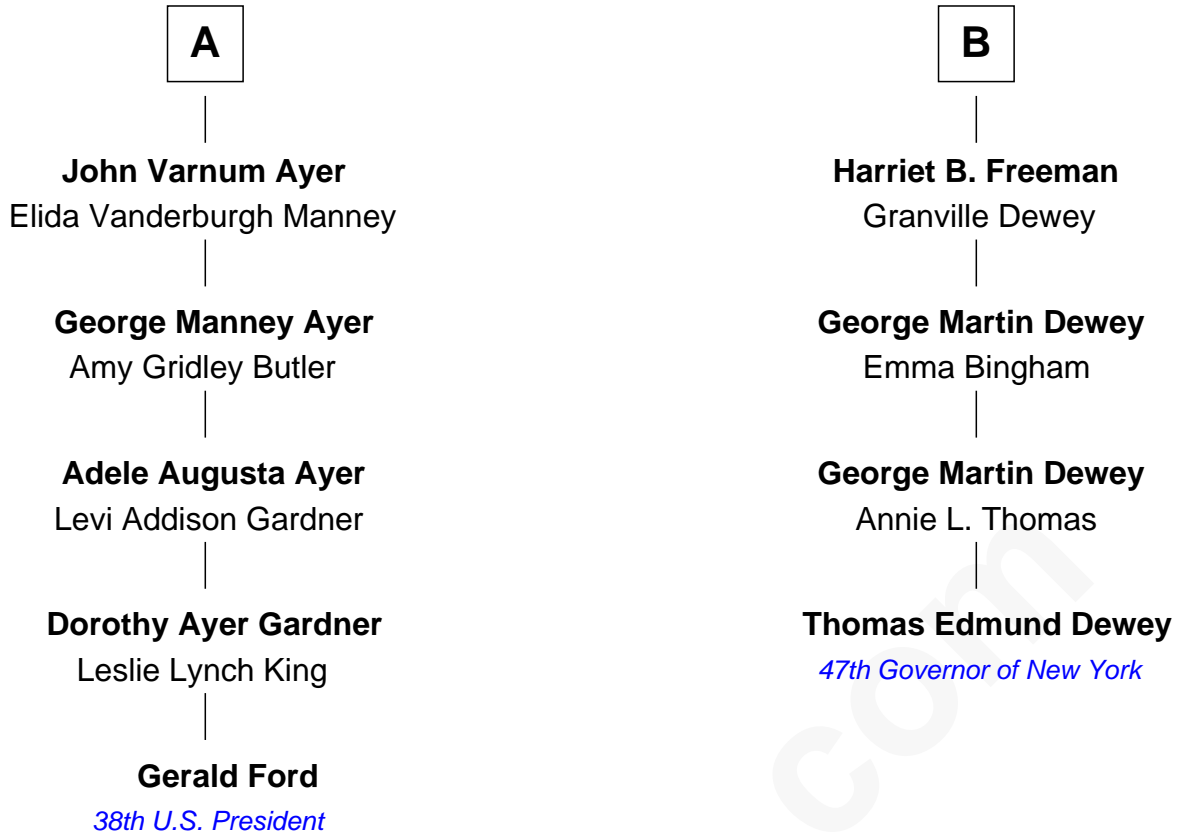 A
John Varnum Ayer
Elida Vanderburgh Manney
George Manney Ayer
Amy Gridley Butler
Adele Augusta Ayer
Levi Addison Gardner
Dorothy Ayer Gardner
Leslie Lynch King
Gerald Ford
38th U.S. President
B
Harriet B. Freeman
Granville Dewey
George Martin Dewey
Emma Bingham
George Martin Dewey
Annie L. Thomas
Thomas Edmund Dewey
47th Governor of New York
com